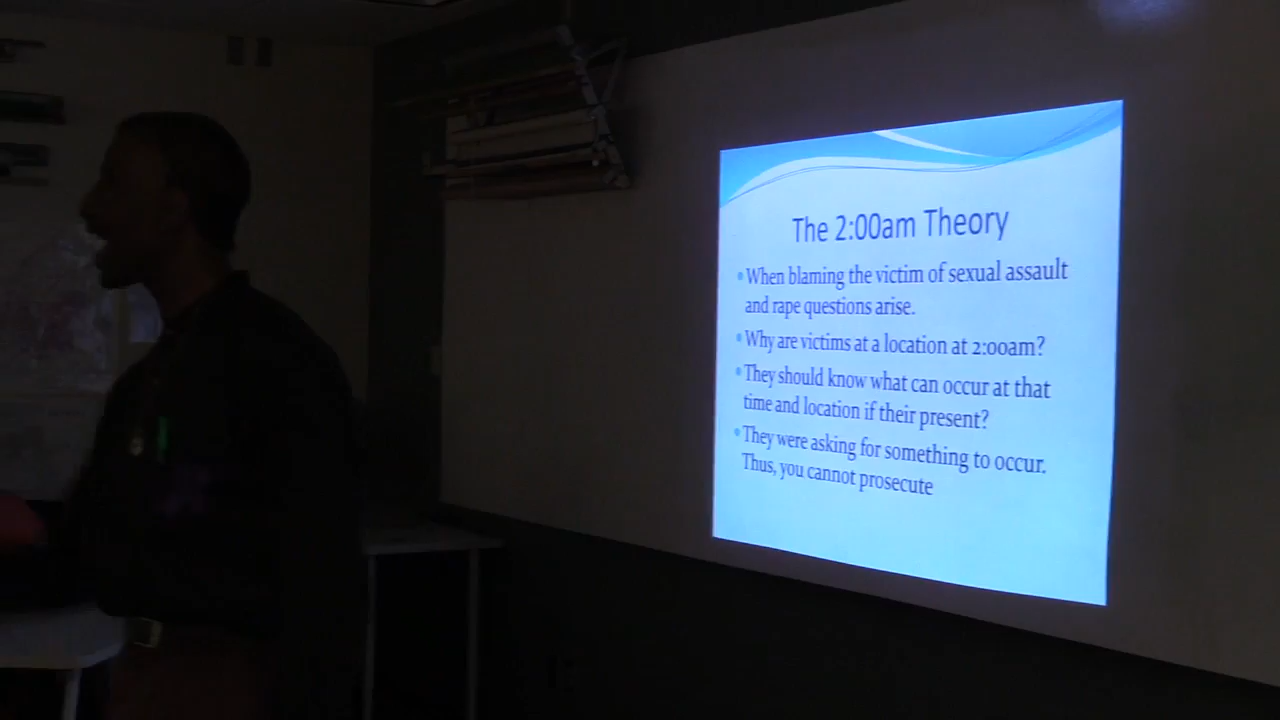 The 2:00am Theory
When blaming the victim of sexual assault
and rape questions arise.
Why are victims at a location at 2:00am?
They should know what can occur at that
time and location if their present?
They were asking for something to occur.
Thus, you cannot prosecute